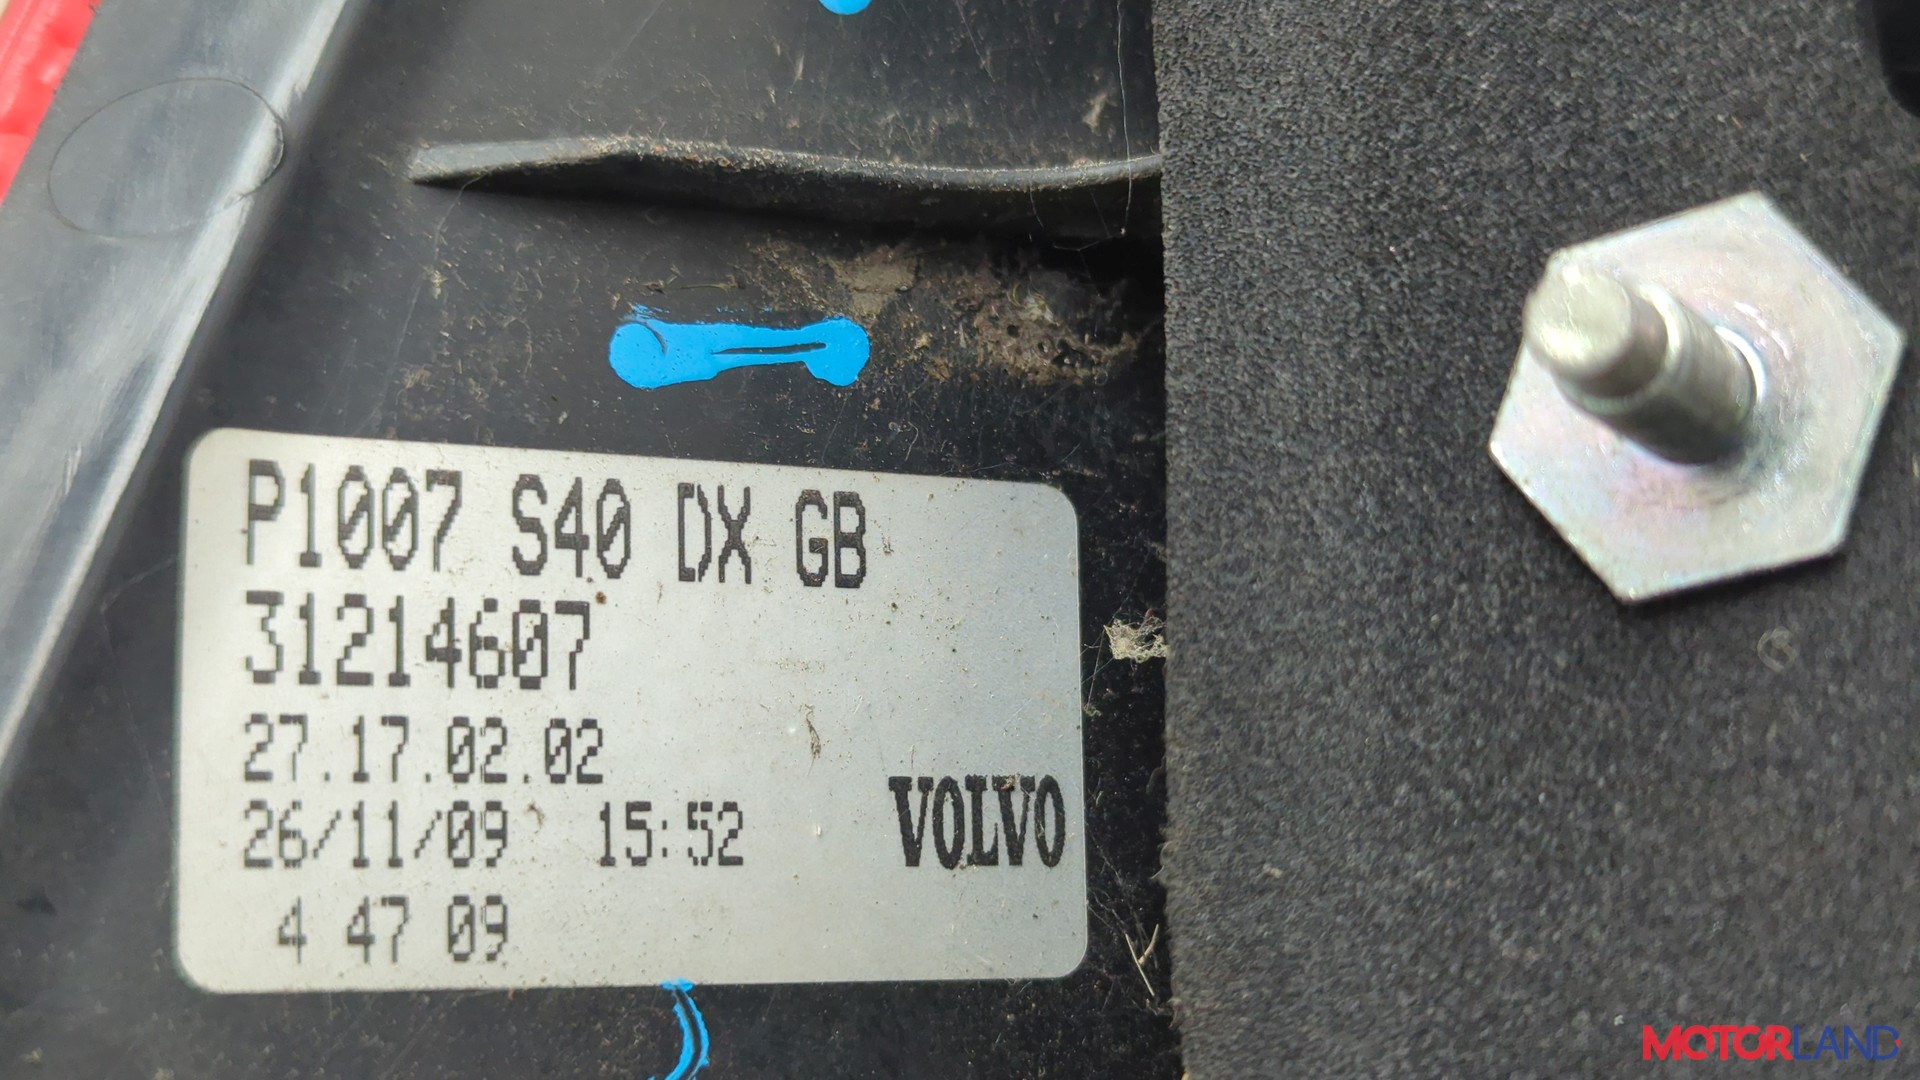 P1007 S40 DX GB
31214607
27.17.02.02
26/11/09 15:52
VOLVO
4 47 09
MOTORLAND